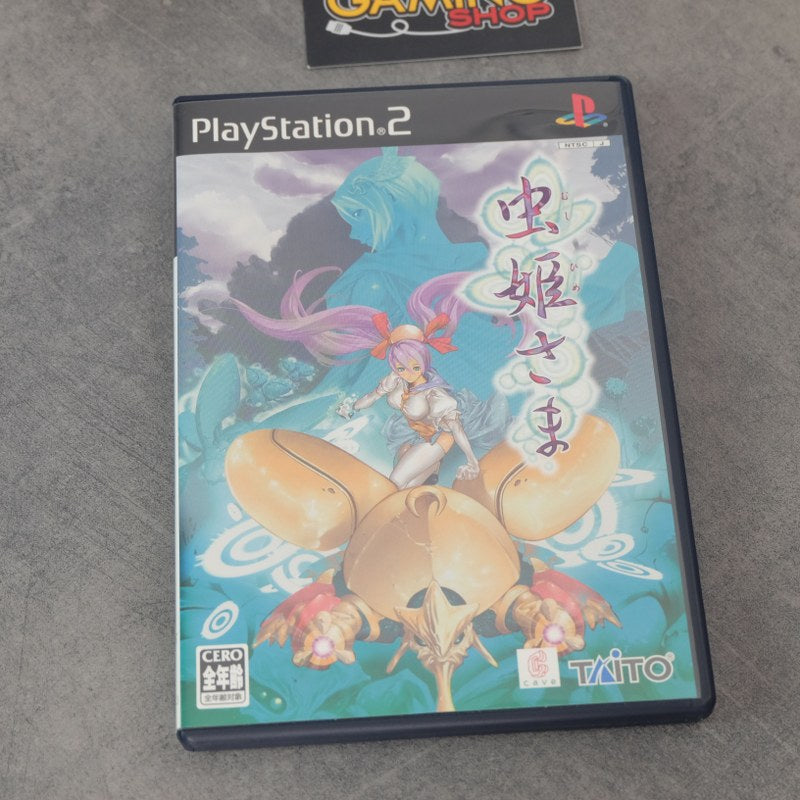 GAMING
SHOP
PlayStation®2
NTSC J
虫姫さま
むし ひめ
CERO
全年齢
全年齢対象
cave
TAITO®